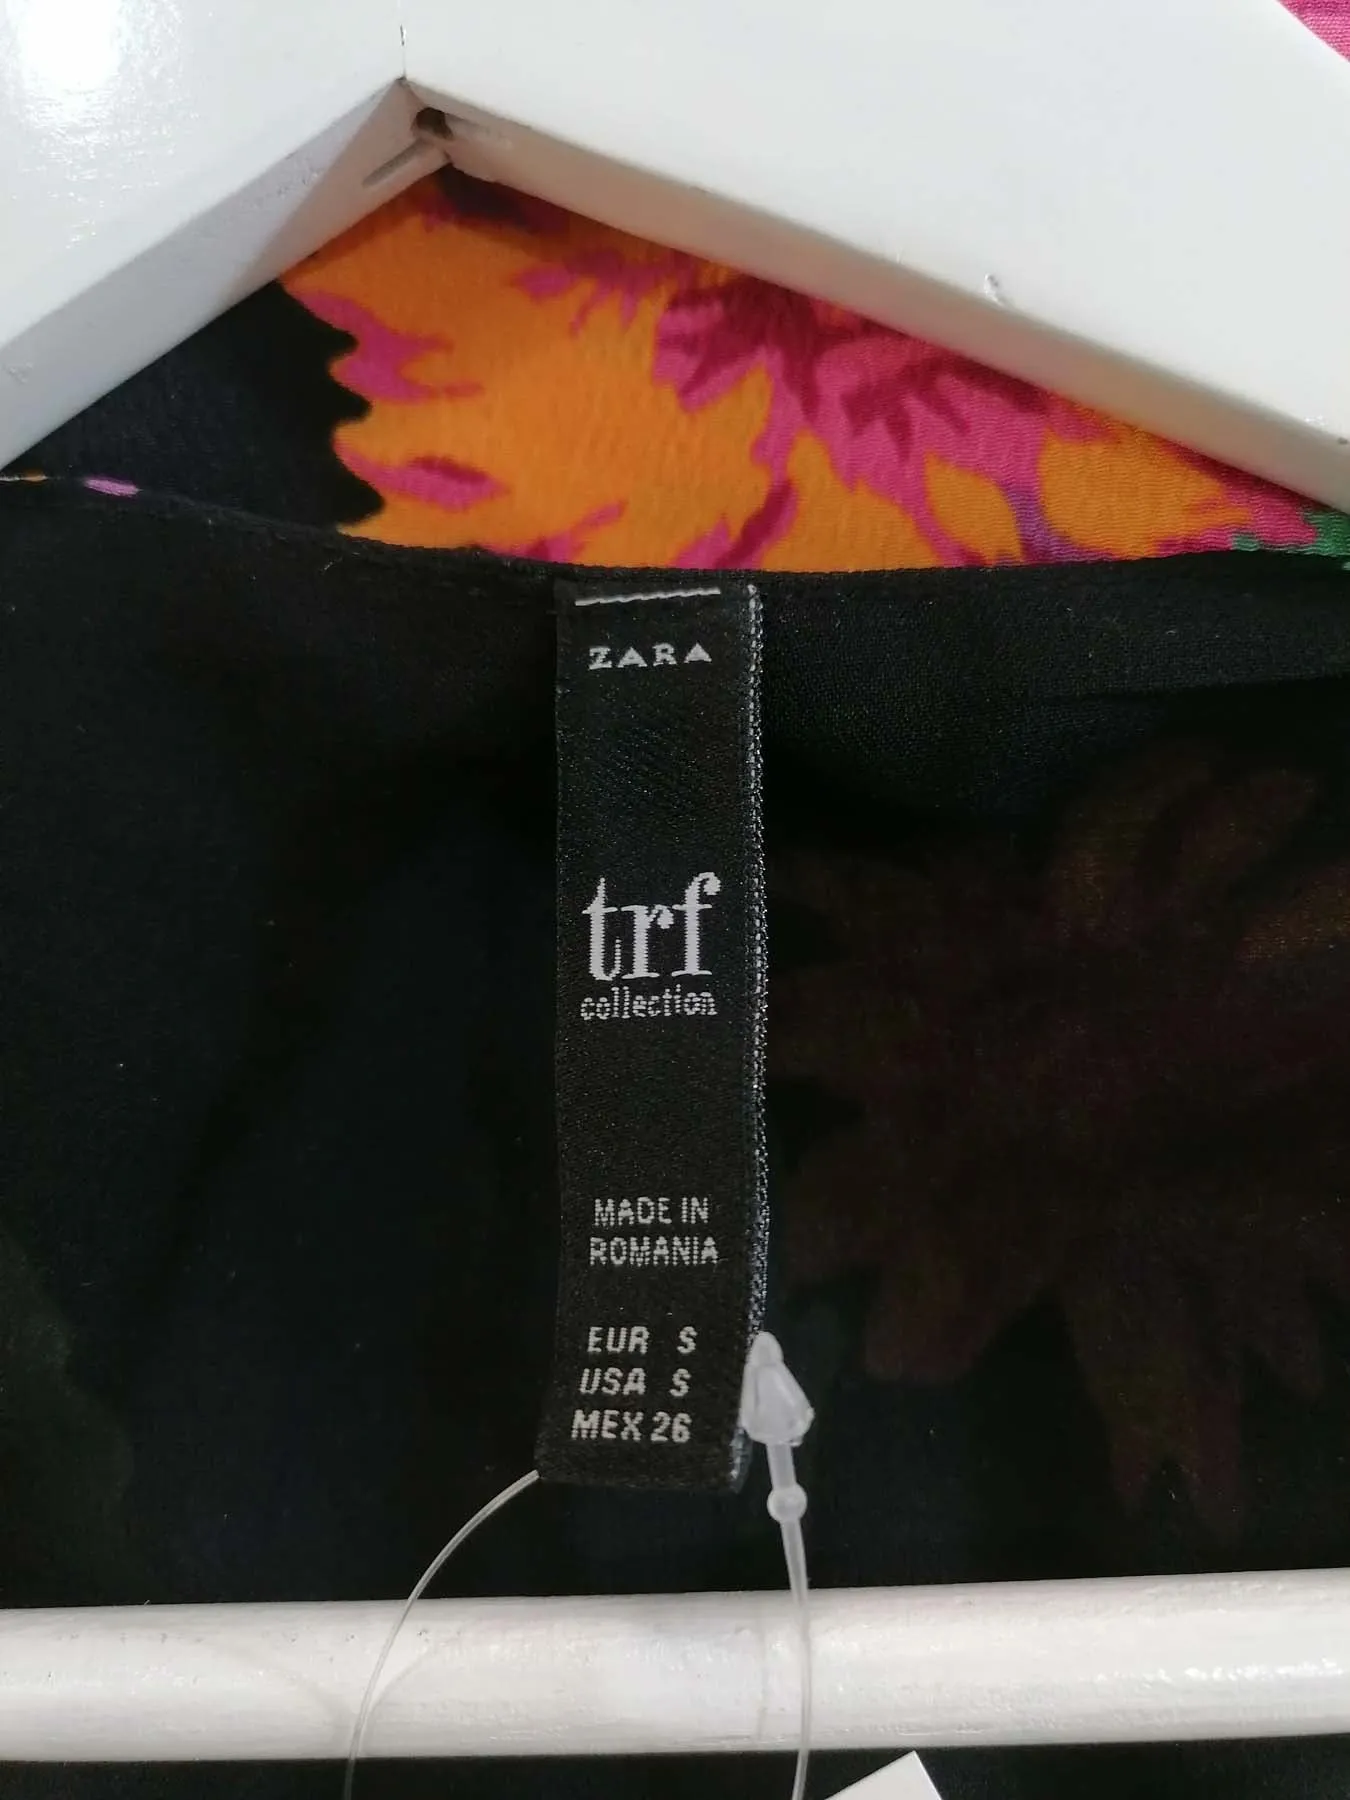 ZARA
trf
collection
MADE IN
ROMANIA
EUR S
USA S
MEX 26